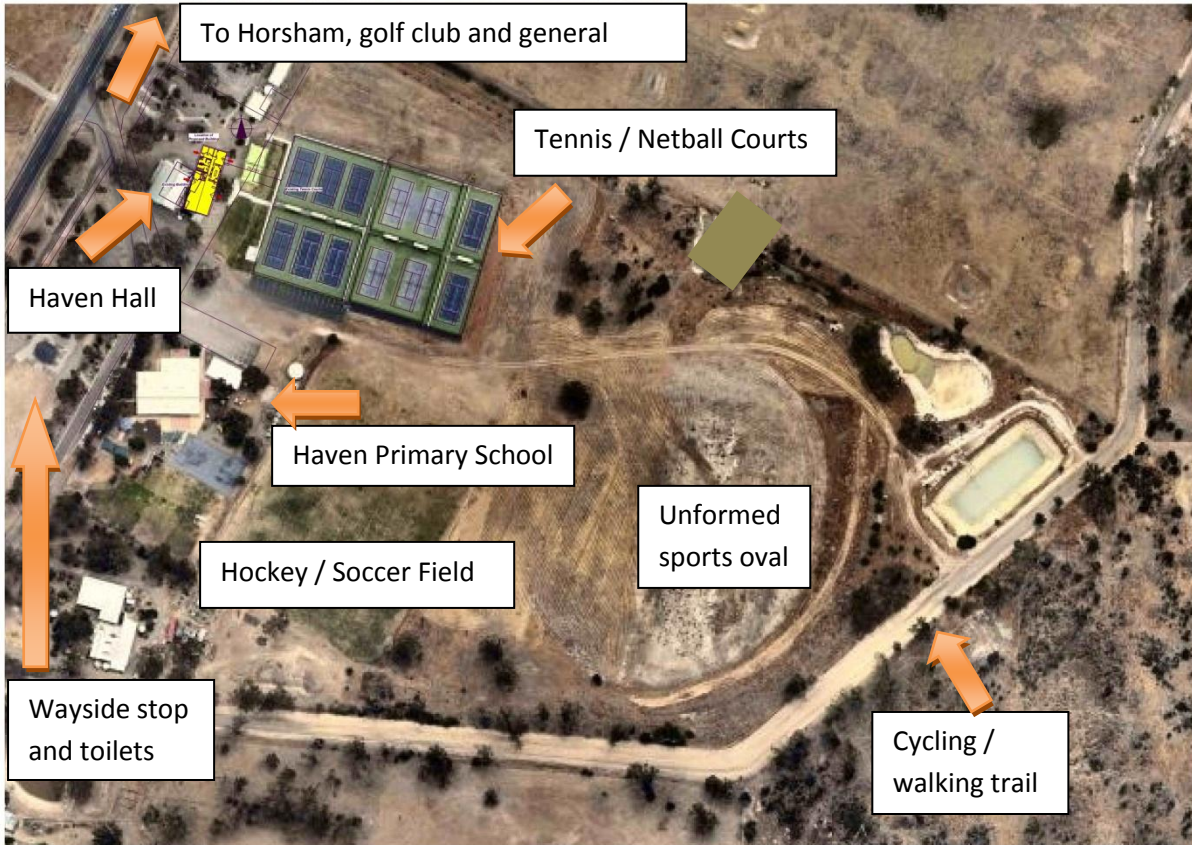 To Horsham, golf club and general
Tennis / Netball Courts
Haven Hall
Haven Primary School
Unformed
sports oval
Hockey / Soccer Field
Wayside stop
and toilets
Cycling /
walking trail